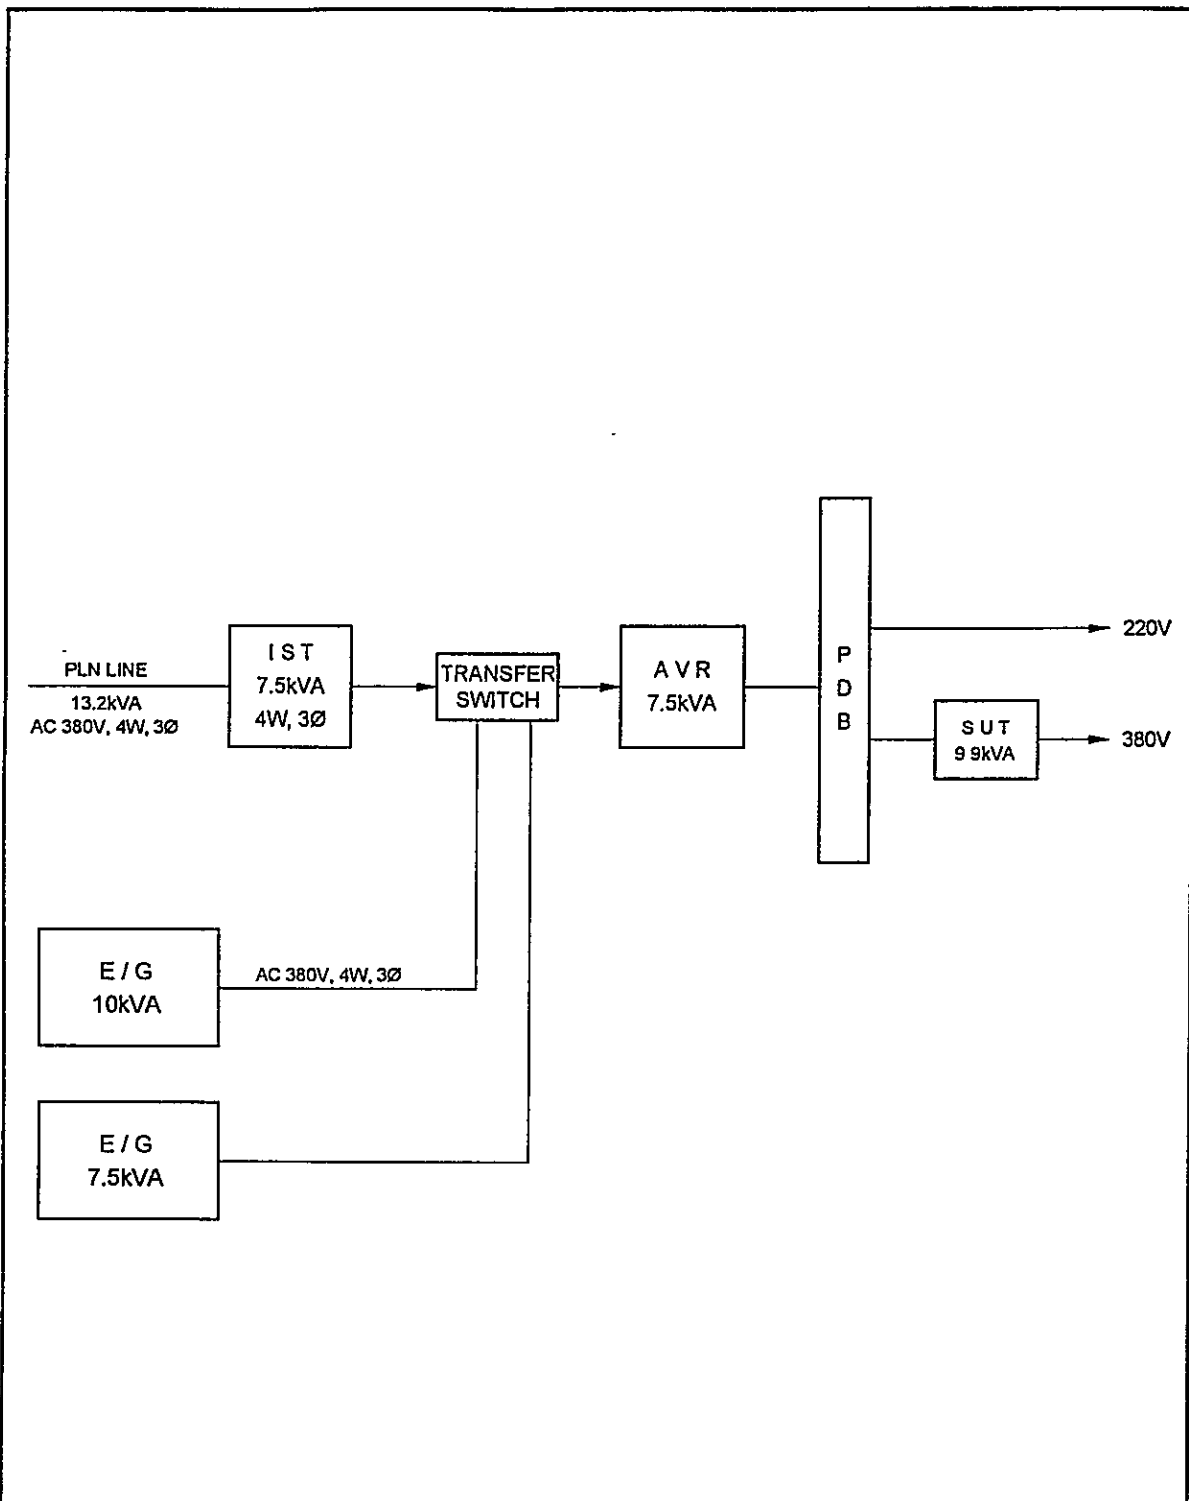 PLN LINE
13.2kVA
AC 380V, 4W, 3Ø
I S T
7.5kVA
4W, 3Ø
TRANSFER
SWITCH
A V R
7.5kVA
P
D
B
220V
S U T
9 9kVA
380V
E / G
10kVA
AC 380V, 4W, 3Ø
E / G
7.5kVA